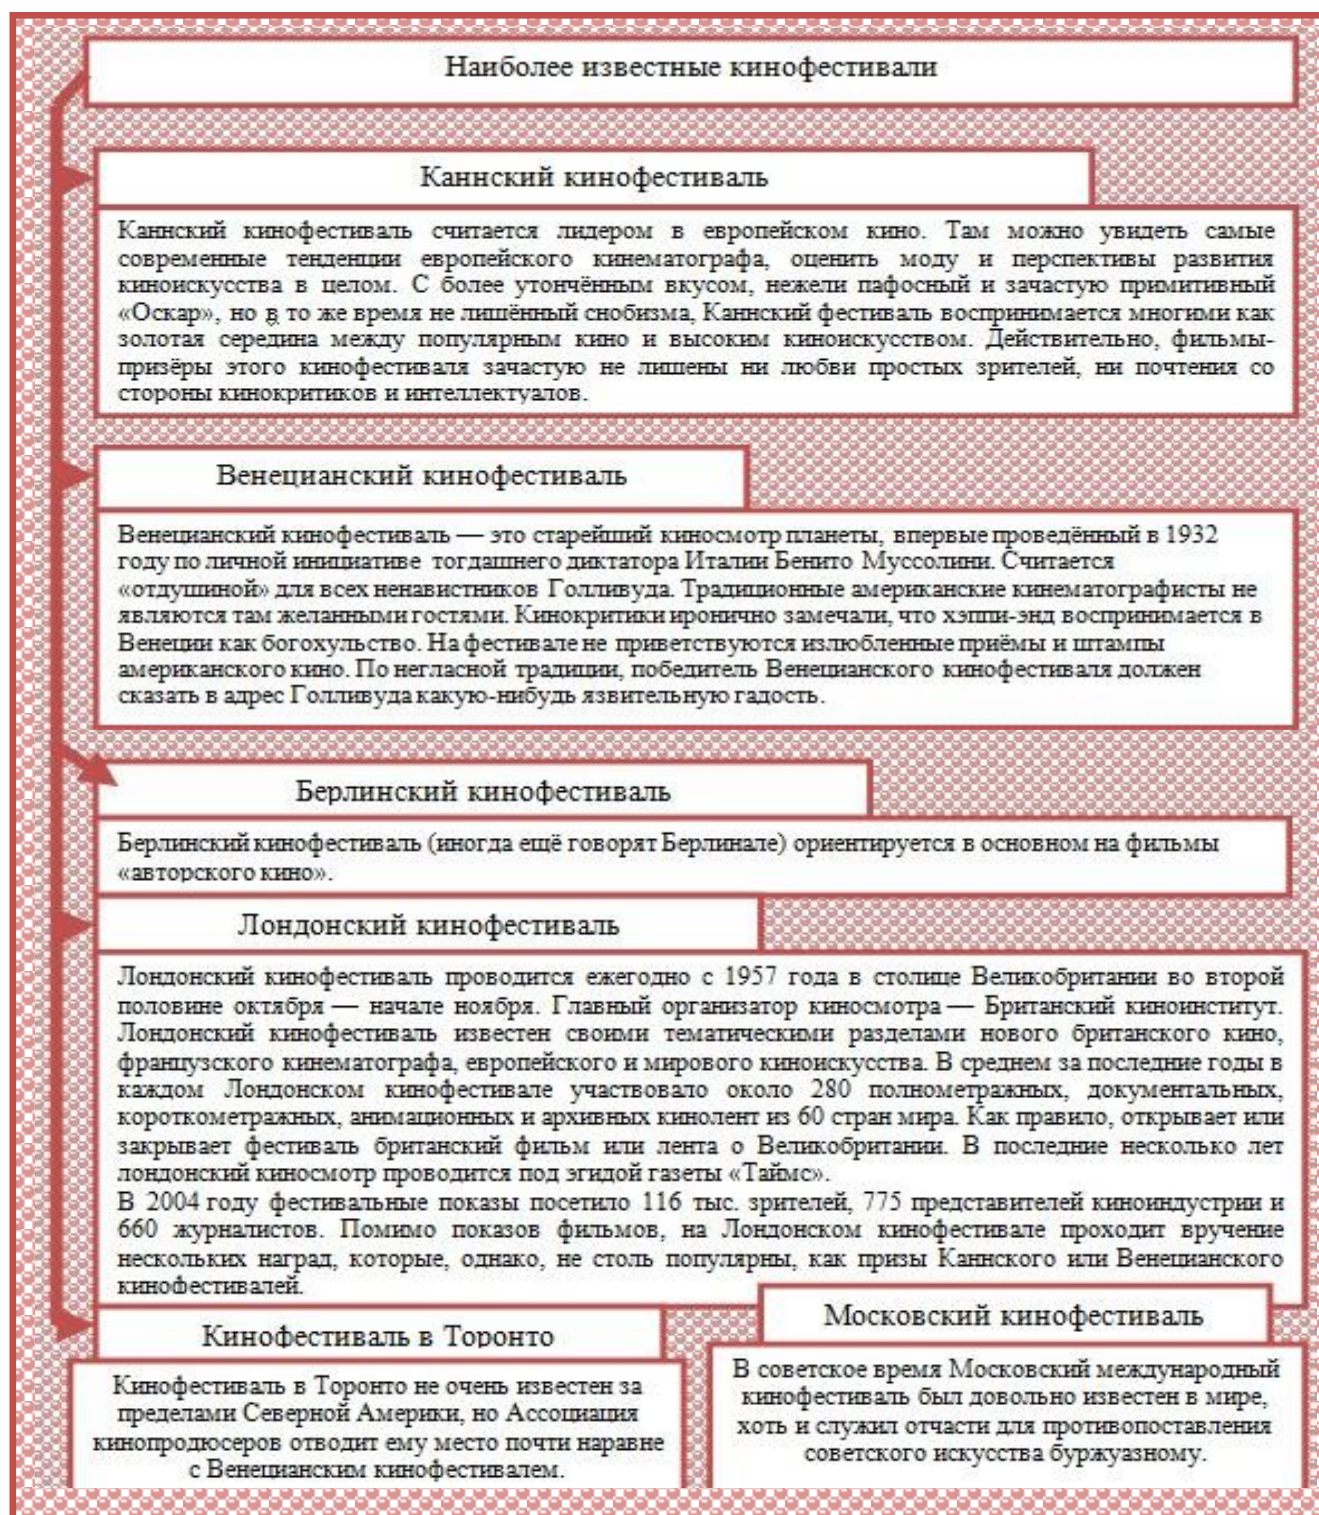 Наиболее известные кинофестивали
Каннский кинофестиваль
Каннский кинофестиваль считается лидером в европейском кино. Там можно увидеть самые
современные тенденции европейского кинематографа, оценить моду и перспективы развития
киноискусства в целом. С более утончённым вкусом, нежели пафосный и зачастую примитивный
«Оскар», но в то же время не лишённый снобизма, Каннский фестиваль воспринимается многими как
золотая середина между популярным кино и высоким киноискусством. Действительно, фильмы-
призёры этого кинофестиваля зачастую не лишены ни любви простых зрителей, ни почтения со
стороны кинокритиков и интеллектуалов.
Венецианский кинофестиваль
Венецианский кинофестиваль — это старейший киносмотр планеты, впервые проведённый в 1932
году по личной инициативе тогдашнего диктатора Италии Бенито Муссолини. Считается
«отдушиной» для всех ненавистников Голливуда. Традиционные американские кинематографисты не
являются там желанными гостями. Кинокритики иронично замечали, что хэппи-энд воспринимается в
Венеции как богохульство. На фестивале не приветствуются излюбленные приёмы и штампы
американского кино. По негласной традиции, победитель Венецианского кинофестиваля должен
сказать в адрес Голливуда какую-нибудь язвительную гадость.
Берлинский кинофестиваль
Берлинский кинофестиваль (иногда ещё говорят Берлинале) ориентируется в основном на фильмы
«авторского кино».
Лондонский кинофестиваль
Лондонский кинофестиваль проводится ежегодно с 1957 года в столице Великобритании во второй
половине октября — начале ноября. Главный организатор киносмотра — Британский киноинститут.
Лондонский кинофестиваль известен своими тематическими разделами нового британского кино,
французского кинематографа, европейского и мирового киноискусства. В среднем за последние годы в
каждом Лондонском кинофестивале участвовало около 280 полнометражных, документальных,
короткометражных, анимационных и архивных кинолент из 60 стран мира. Как правило, открывает или
закрывает фестиваль британский фильм или лента о Великобритании. В последние несколько лет
лондонский киносмотр проводится под эгидой газеты «Таймс».
В 2004 году фестивальные показы посетило 116 тыс. зрителей, 775 представителей киноиндустрии и
660 журналистов. Помимо показов фильмов, на Лондонском кинофестивале проходит вручение
нескольких наград, которые, однако, не столь популярны, как призы Каннского или Венецианского
кинофестивалей.
Кинофестиваль в Торонто
Кинофестиваль в Торонто не очень известен за
пределами Северной Америки, но Ассоциация
кинопродюсеров отводит ему место почти наравне
с Венецианским кинофестивалем.
Московский кинофестиваль
В советское время Московский международный
кинофестиваль был довольно известен в мире,
хоть и служил отчасти для противопоставления
советского искусства буржуазному.